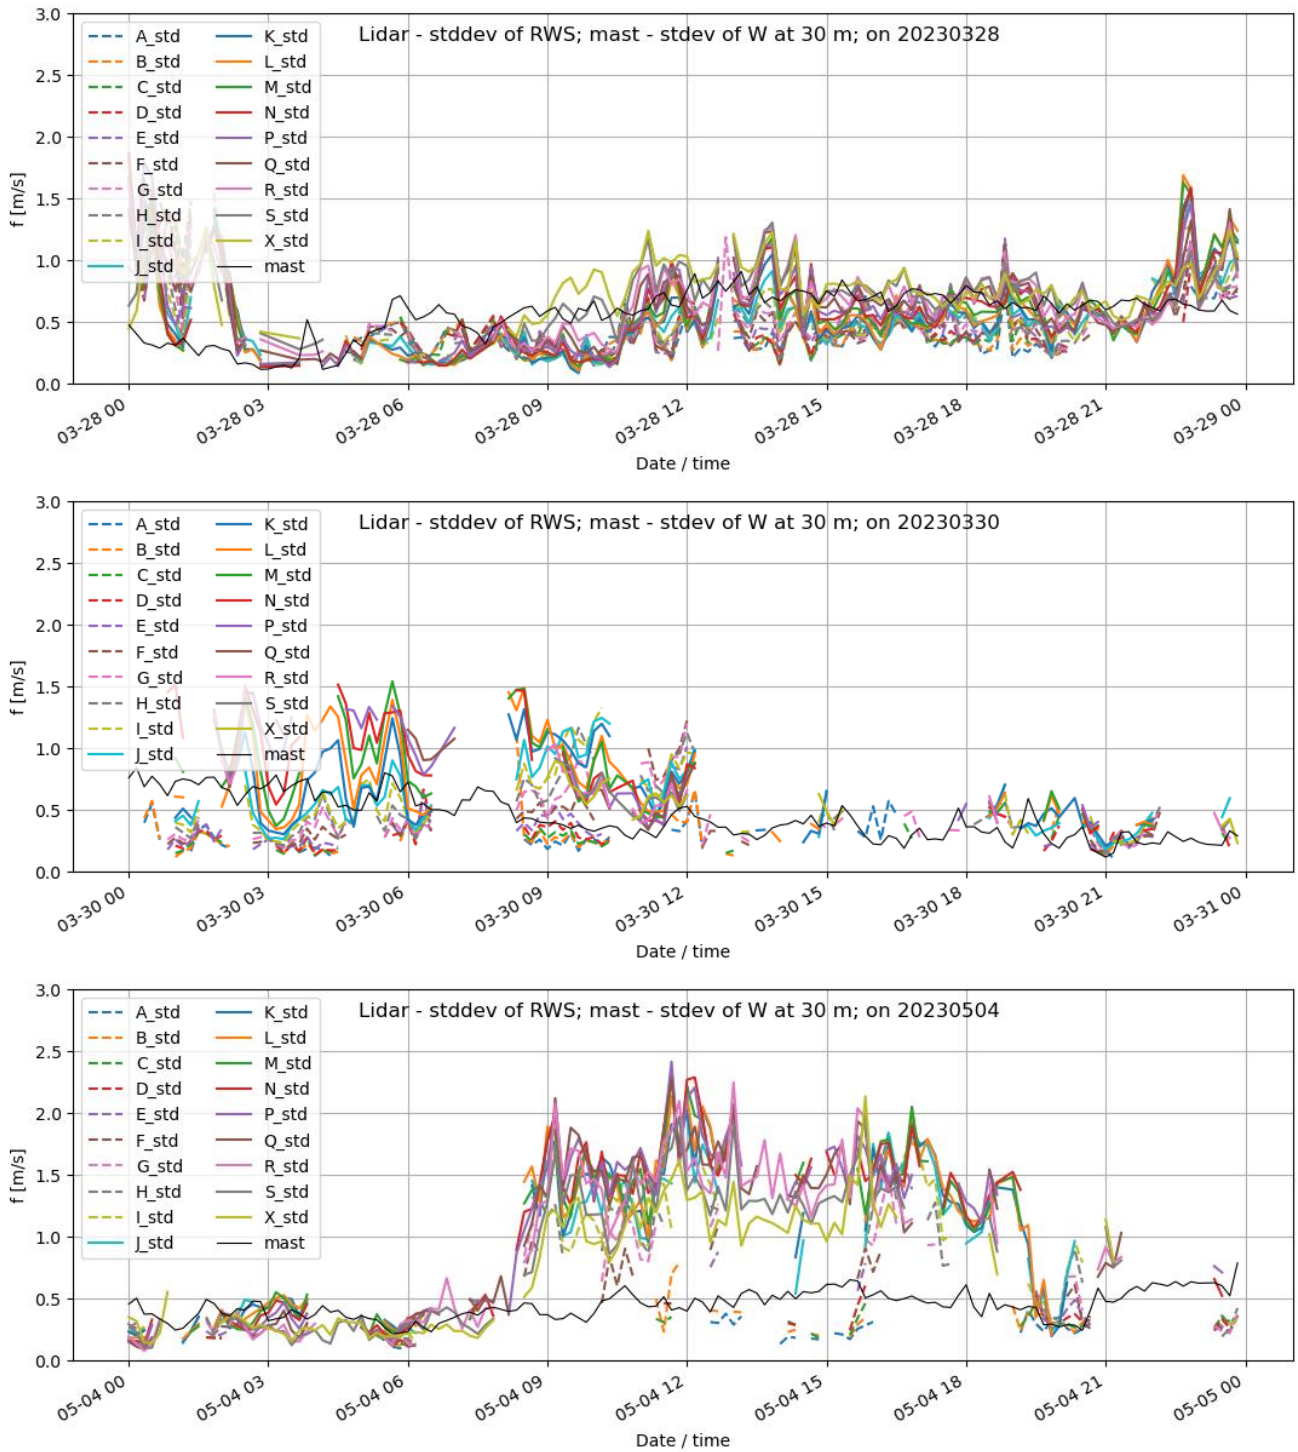 Lidar - stddev of RWS; mast - stdev of W at 30 m; on 20230328
f [m/s]
3.0
2.5
2.0
1.5
1.0
0.5
0.0
A_std K_std
B_std L_std
C_std M_std
D_std N_std
E_std P_std
F_std Q_std
G_std R_std
H_std S_std
I_std X_std
J_std mast
03-28 00 03-28 03 03-28 06 03-28 09 03-28 12 03-28 15 03-28 18 03-28 21 03-29 00
Date / time
Lidar - stddev of RWS; mast - stdev of W at 30 m; on 20230330
f [m/s]
3.0
2.5
2.0
1.5
1.0
0.5
0.0
A_std K_std
B_std L_std
C_std M_std
D_std N_std
E_std P_std
F_std Q_std
G_std R_std
H_std S_std
I_std X_std
J_std mast
03-30 00 03-30 03 03-30 06 03-30 09 03-30 12 03-30 15 03-30 18 03-30 21 03-31 00
Date / time
Lidar - stddev of RWS; mast - stdev of W at 30 m; on 20230504
f [m/s]
3.0
2.5
2.0
1.5
1.0
0.5
0.0
A_std K_std
B_std L_std
C_std M_std
D_std N_std
E_std P_std
F_std Q_std
G_std R_std
H_std S_std
I_std X_std
J_std mast
05-04 00 05-04 03 05-04 06 05-04 09 05-04 12 05-04 15 05-04 18 05-04 21 05-05 00
Date / time